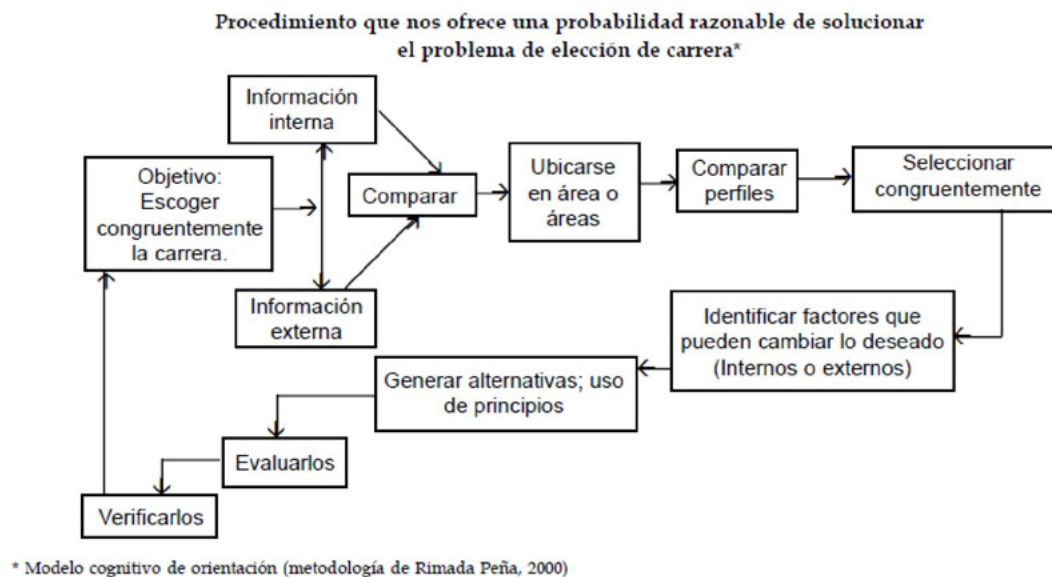 Procedimiento que nos ofrece una probabilidad razonable de solucionar
el problema de elección de carrera*
Información
interna
Objetivo:
Escoger
congruentemente
la carrera.
Comparar
Información
externa
Ubicarse
en área o
áreas
Comparar
perfiles
Seleccionar
congruentemente
Identificar factores que
pueden cambiar lo deseado
(Internos o externos)
Generar alternativas; uso
de principios
Evaluarlos
Verificarlos
* Modelo cognitivo de orientación (metodología de Rimada Peña, 2000)